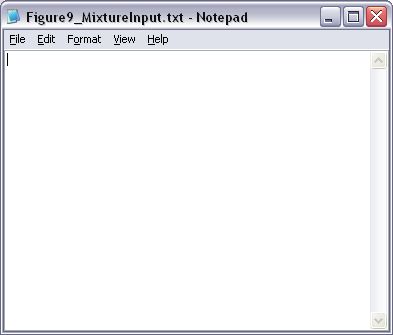 Figure9_MixtureInput.txt - Notepad
File Edit Format View Help